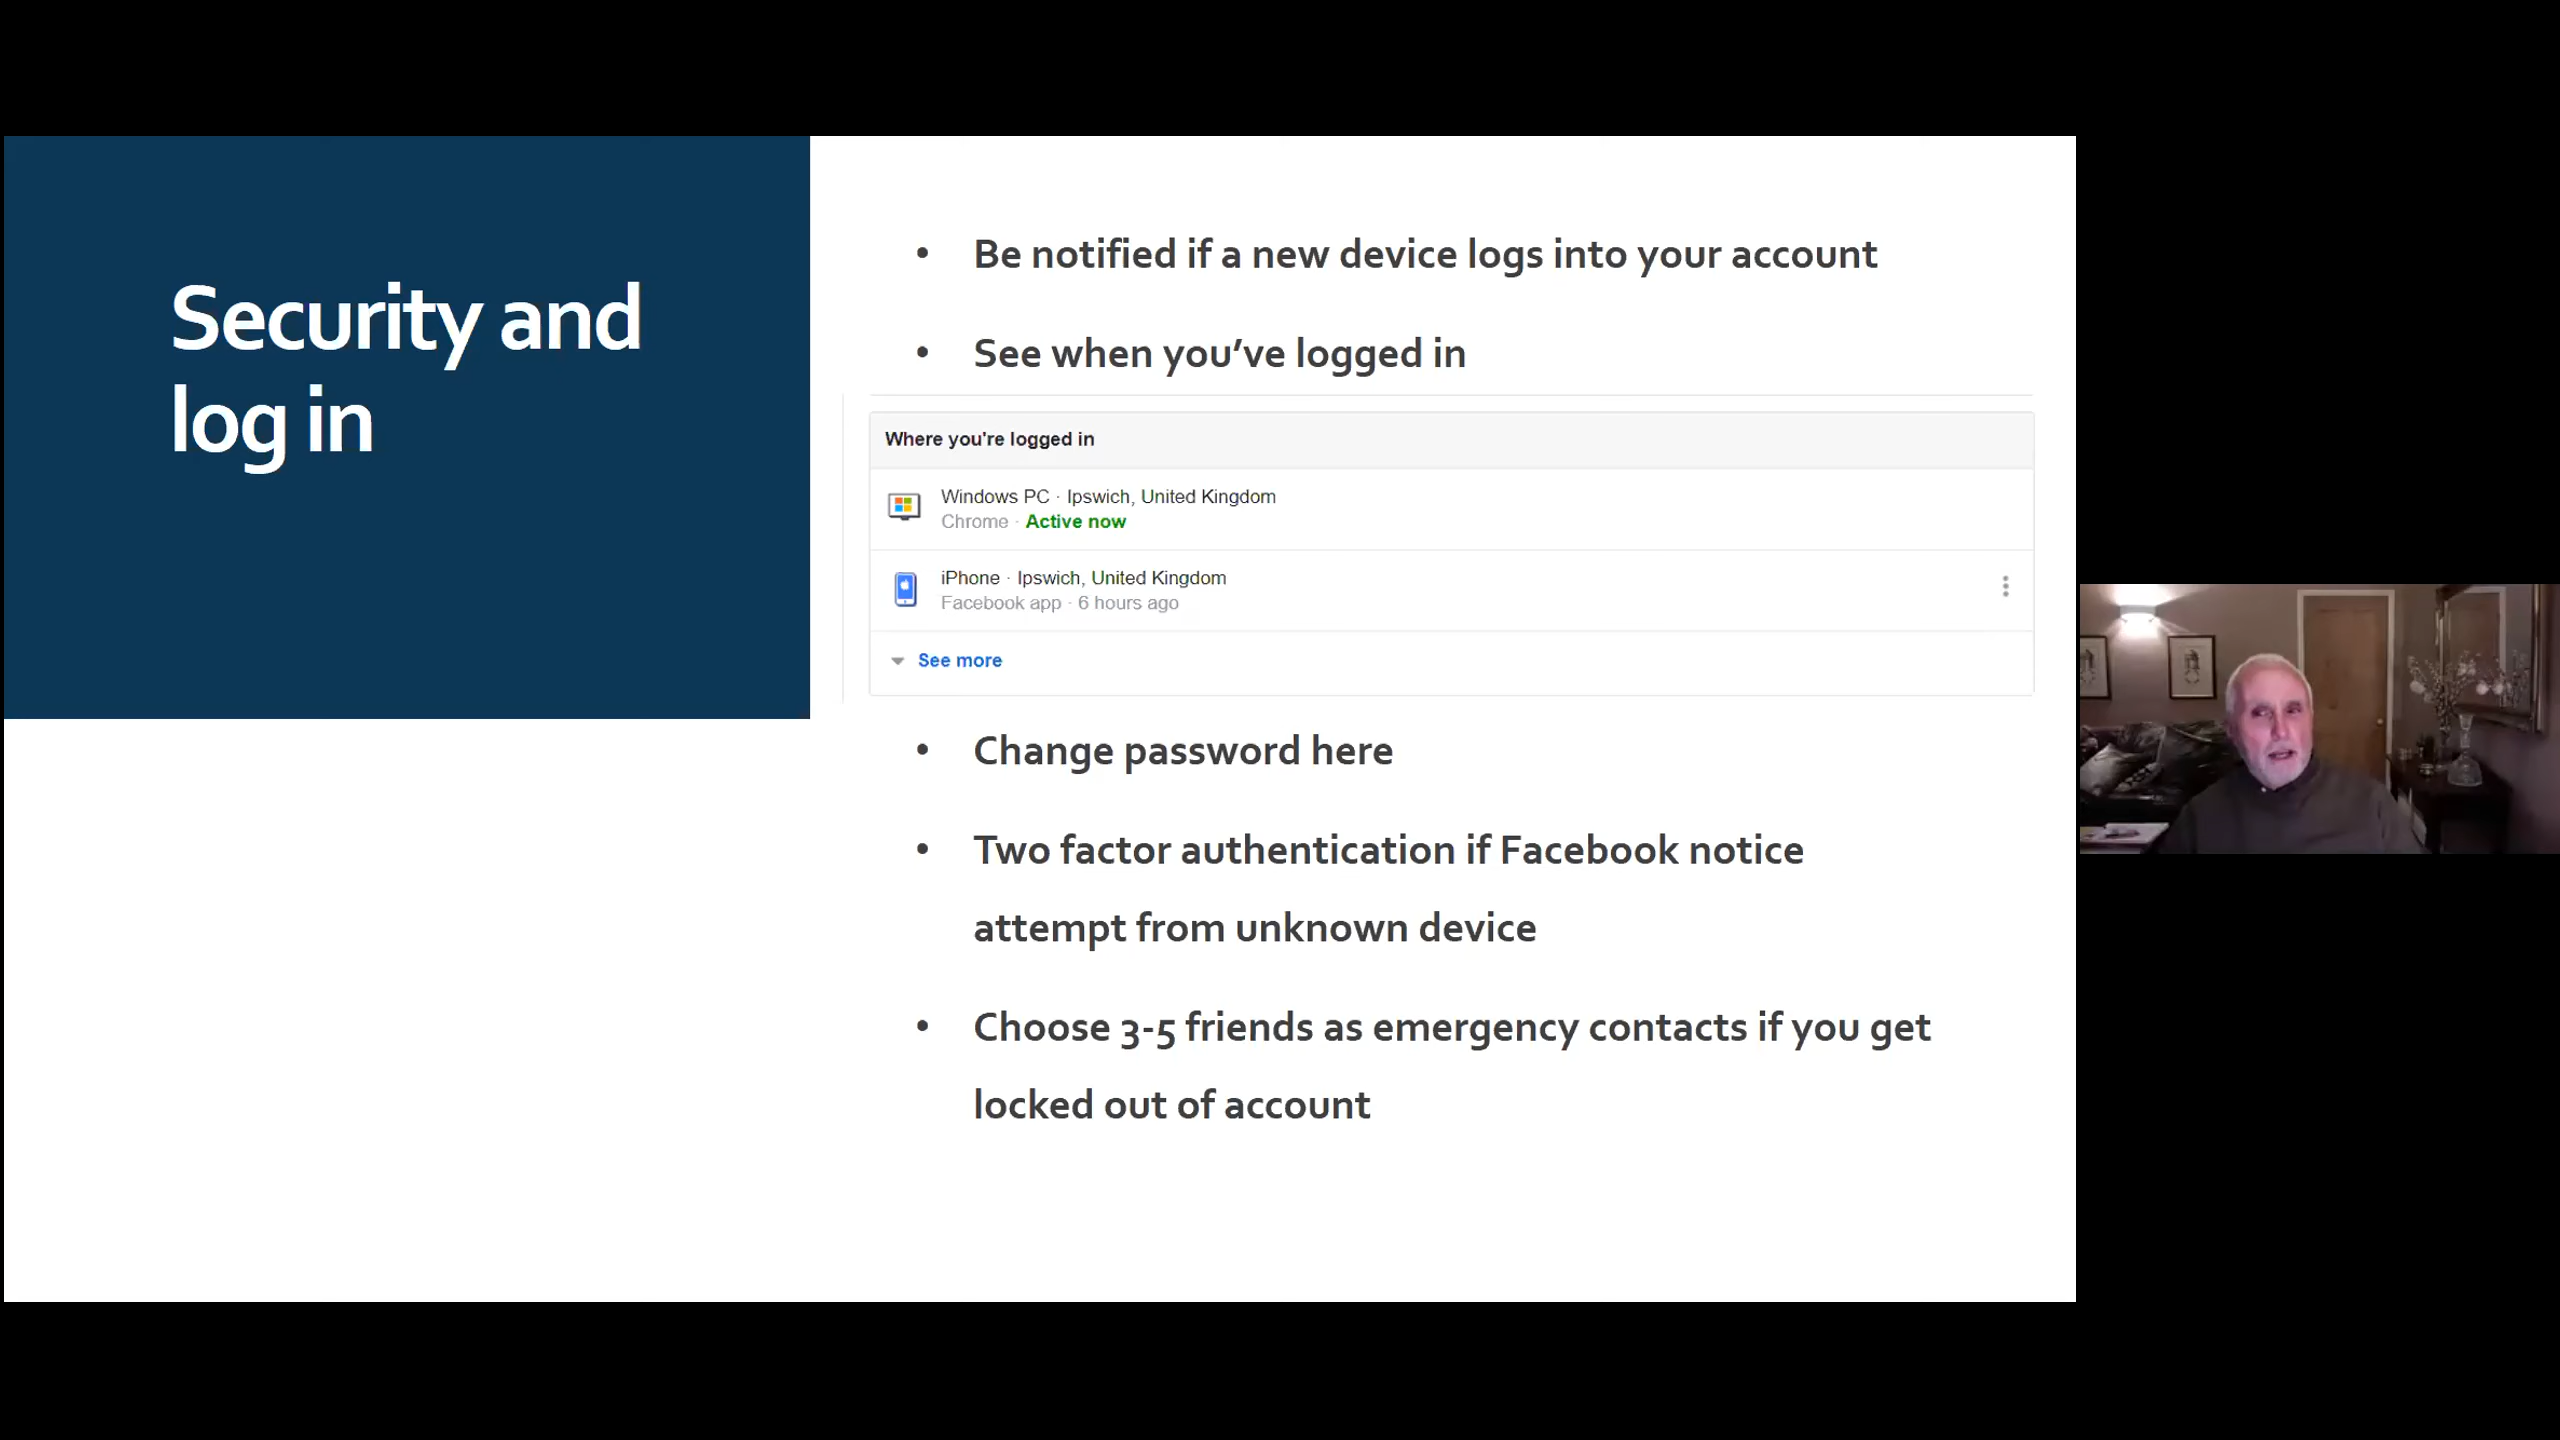 Security and
log in
• Be notified if a new device logs into your account
• See when you’ve logged in
Where you're logged in
Windows PC · Ipswich, United Kingdom
Chrome · Active now
iPhone · Ipswich, United Kingdom
Facebook app · 6 hours ago
See more
• Change password here
• Two factor authentication if Facebook notice
attempt from unknown device
• Choose 3-5 friends as emergency contacts if you get
locked out of account